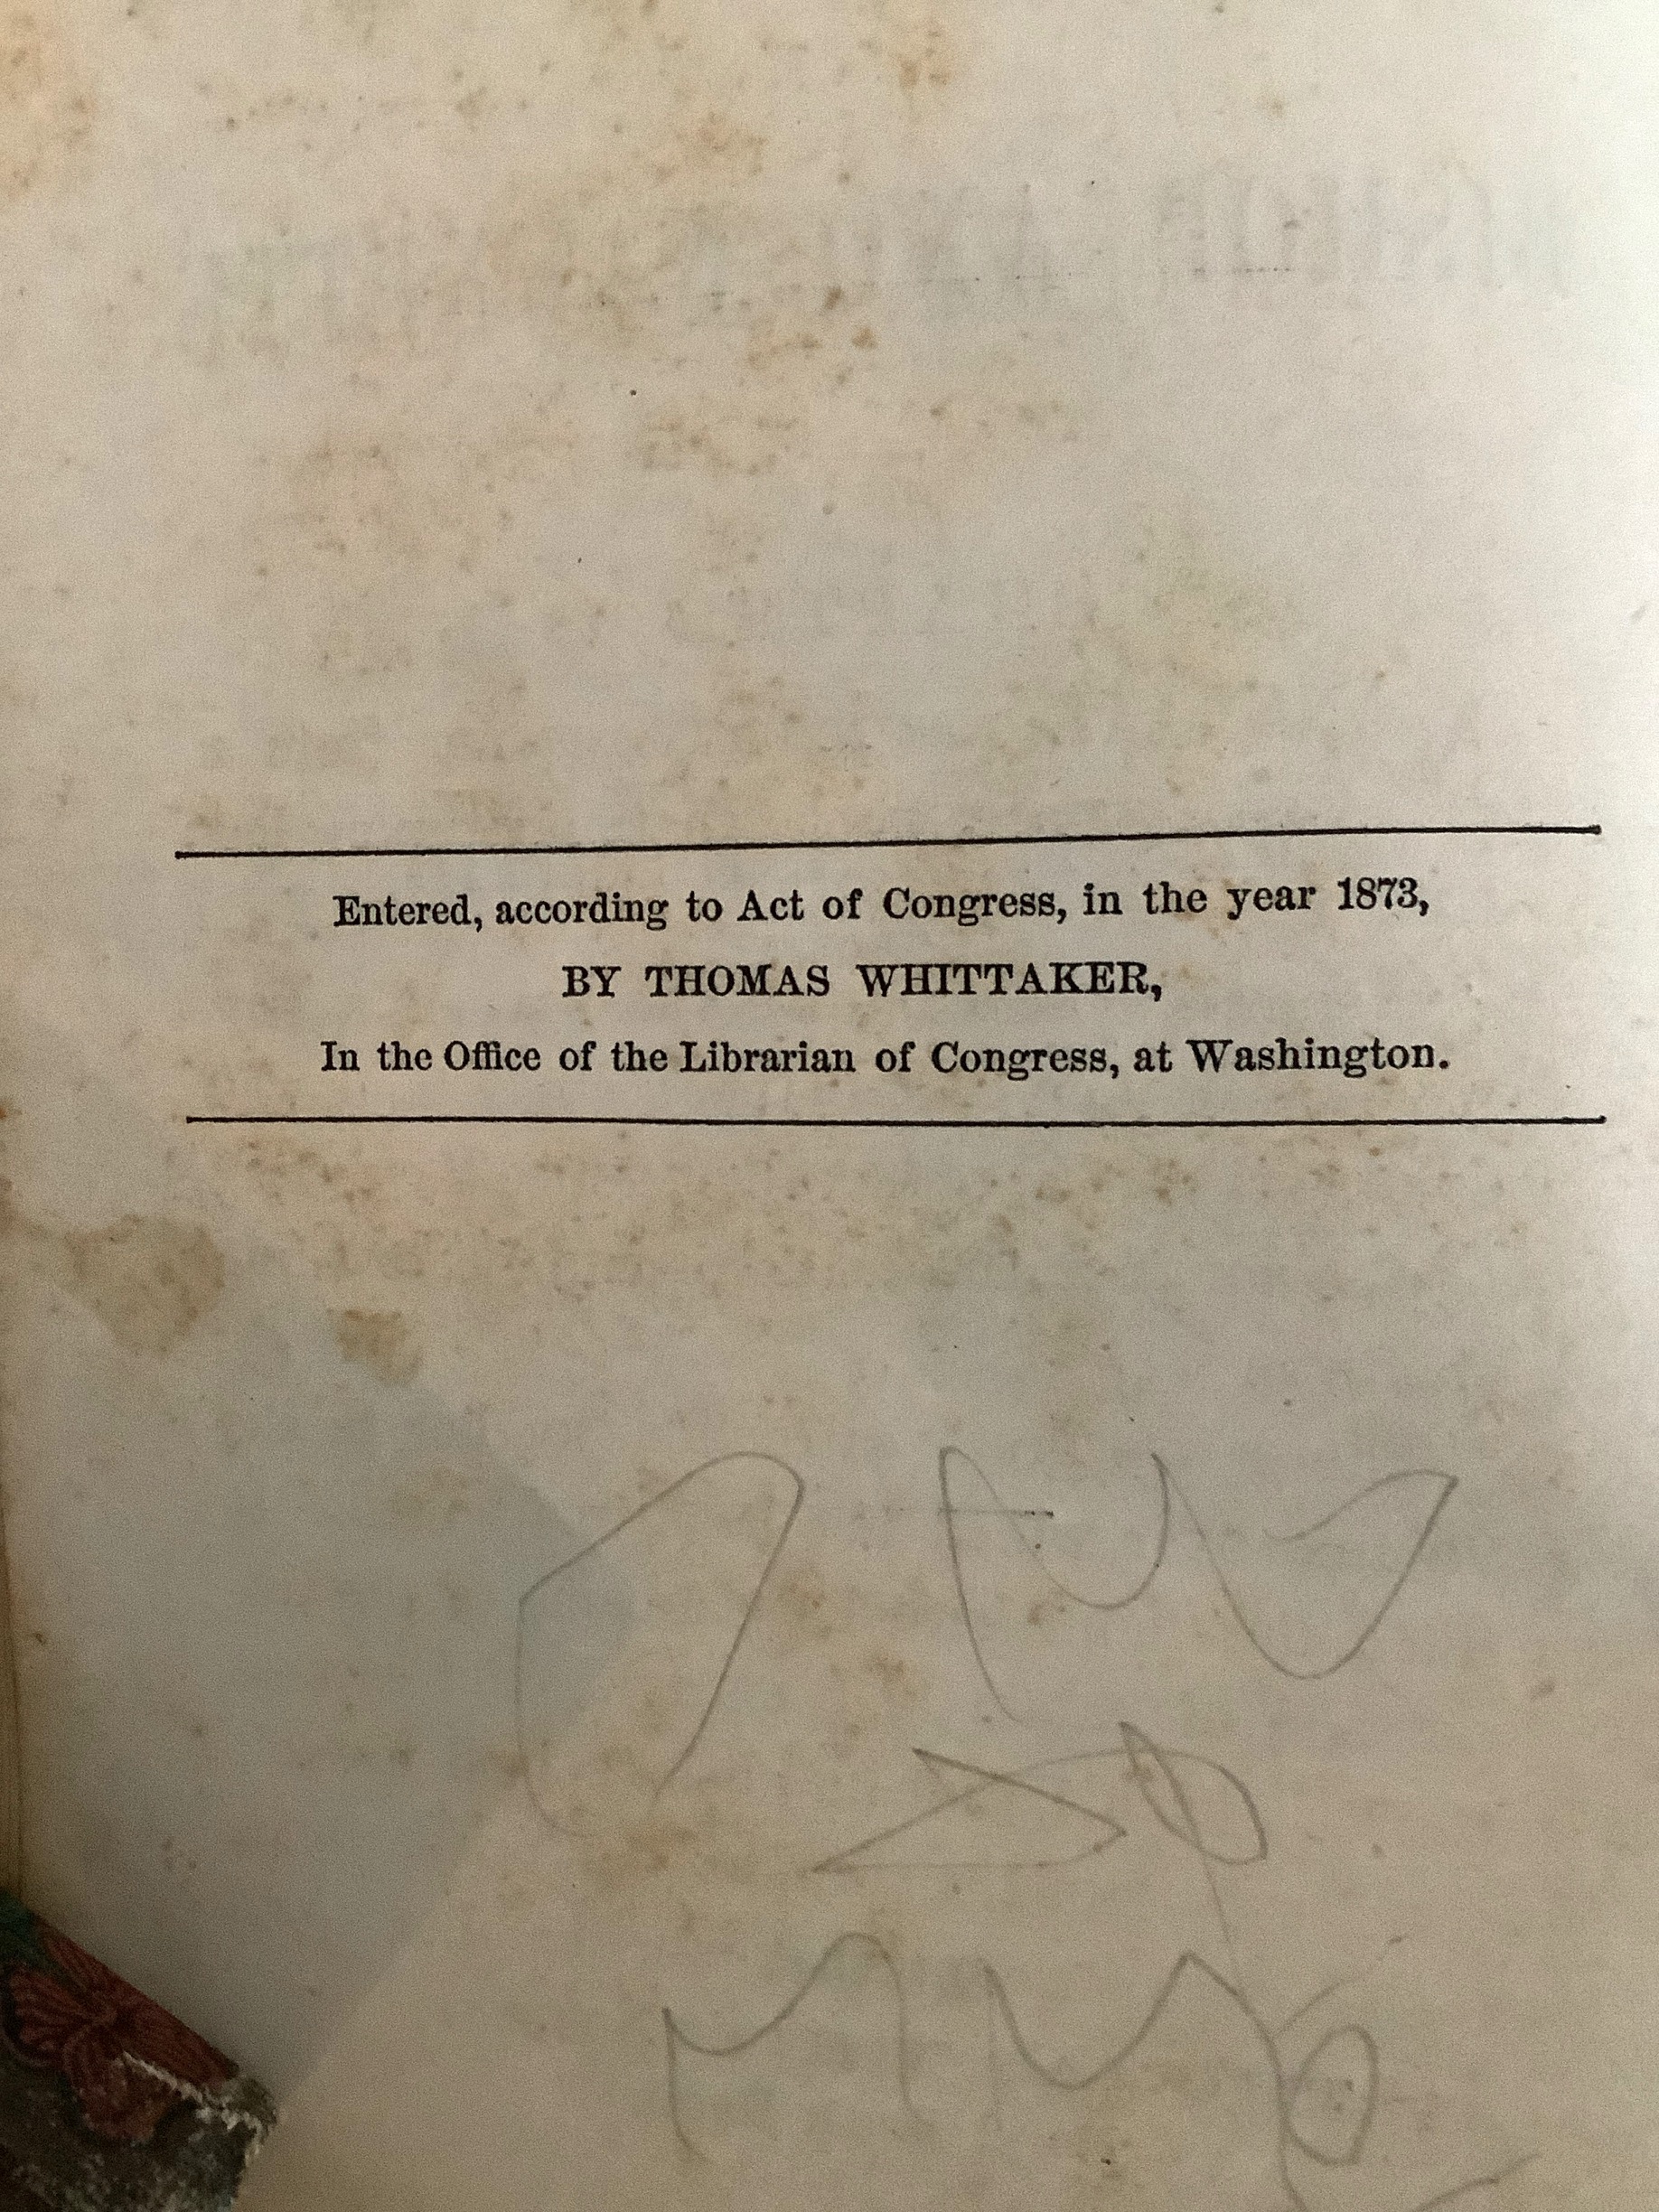 Entered, according to Act of Congress, in the year 1873,
BY THOMAS WHITTAKER,
In the Office of the Librarian of Congress, at Washington.